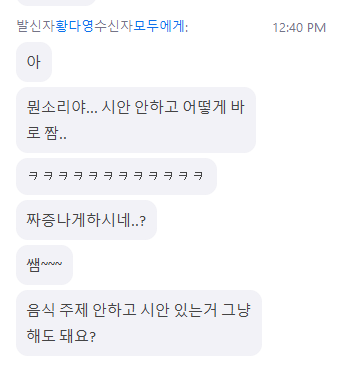 발신자황다영수신자모두에게: 12:40 PM
아
뭔소리야... 시안 안하고 어떻게 바
로 짬..
ㅋㅋㅋㅋㅋㅋㅋㅋㅋㅋㅋㅋ
짜증나게하시네..?
쌤~~~
음식 주제 안하고 시안 있는거 그냥
해도 돼요?